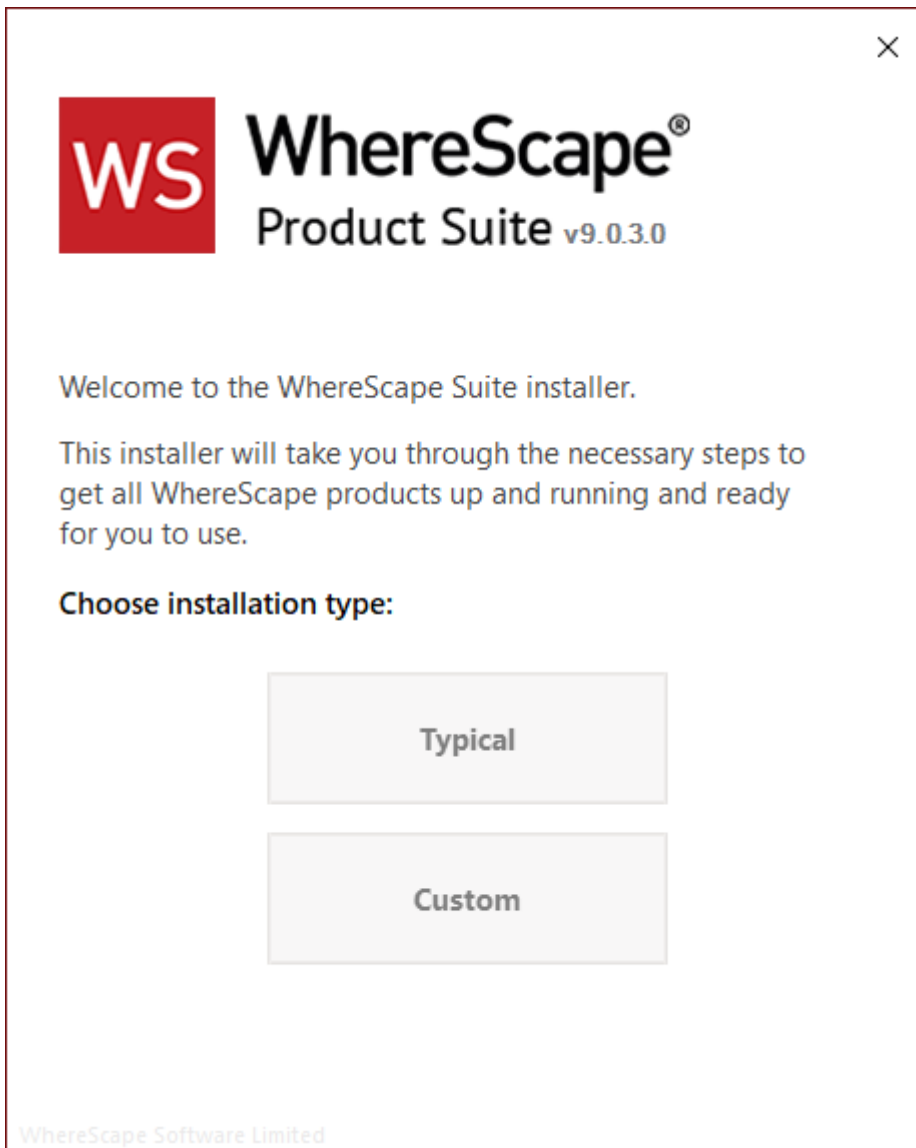 WS WhereScape®
Product Suite v9.0.3.0
Welcome to the WhereScape Suite installer.
This installer will take you through the necessary steps to
get all WhereScape products up and running and ready
for you to use.
Choose installation type:
Typical
Custom
WhereScape Software Limited